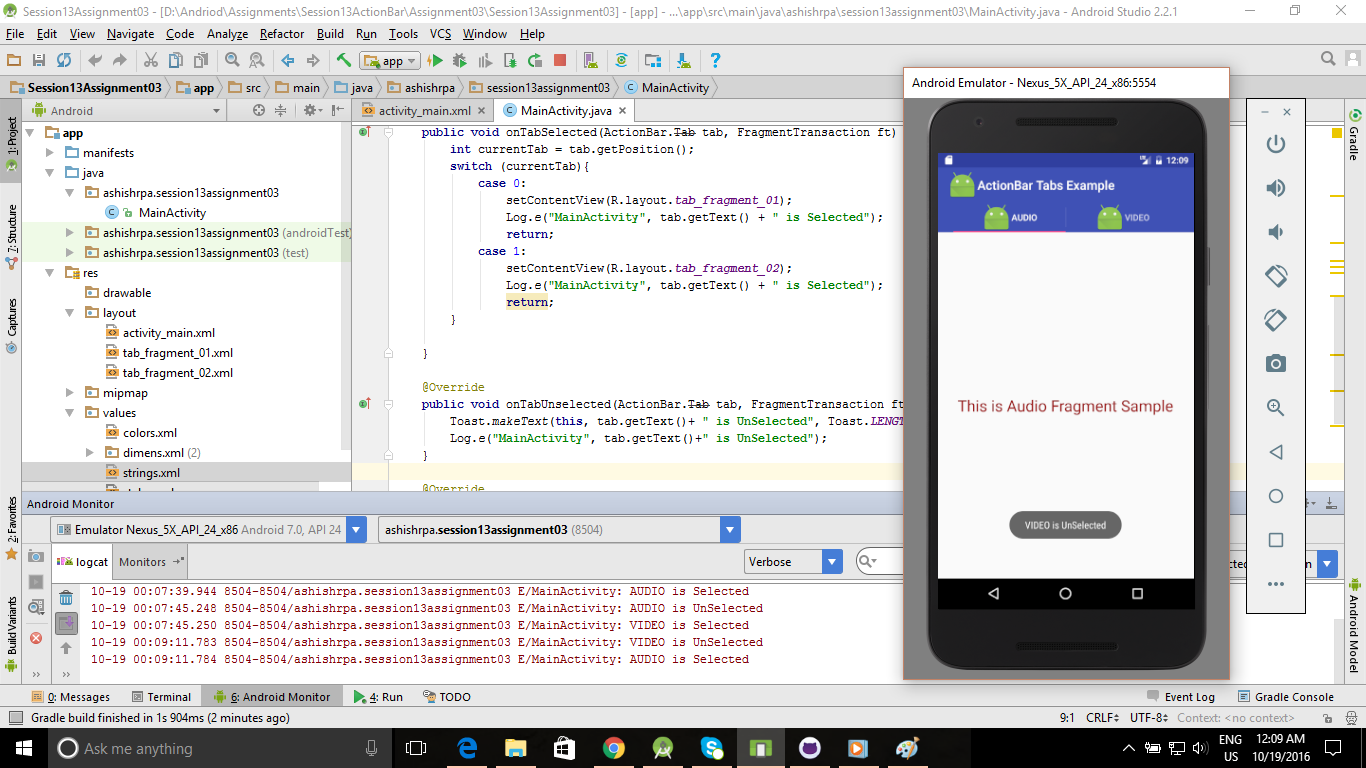 Session13Assignment03 - [D:\Andriod\Assignments\Session13ActionBar\Assignment03\Session13Assignment03] - [app] - ...\app\src\main\java\ashishrpa\session13assignment03\MainActivity.java - Android Studio 2.2.1
File Edit View Navigate Code Analyze Refactor Build Run Tools VCS Window Help
app
Session13Assignment03 app src main java ashishrpa session13assignment03 MainActivity
Android
activity_main.xml MainActivity.java
1: Project
7: Structure
Captures
2: Favorites
Build Variants
app
manifests
java
ashishrpa.session13assignment03
MainActivity
ashishrpa.session13assignment03 (androidTest)
ashishrpa.session13assignment03 (test)
res
drawable
layout
activity_main.xml
tab_fragment_01.xml
tab_fragment_02.xml
mipmap
values
colors.xml
dimens.xml (2)
strings.xml
public void onTabSelected(ActionBar.Tab tab, FragmentTransaction ft)
int currentTab = tab.getPosition();
switch (currentTab){
case 0:
setContentView(R.layout.tab_fragment_01);
Log.e("MainActivity", tab.getText() + " is Selected");
return;
case 1:
setContentView(R.layout.tab_fragment_02);
Log.e("MainActivity", tab.getText() + " is Selected");
return;
}
}
@Override
public void onTabUnselected(ActionBar.Tab tab, FragmentTransaction ft
Toast.makeText(this, tab.getText()+ " is UnSelected", Toast.LENGT
Log.e("MainActivity", tab.getText()+" is UnSelected");
}
@Override
Android Emulator - Nexus_5X_API_24_x86:5554
12:09
ActionBar Tabs Example
AUDIO VIDEO
This is Audio Fragment Sample
VIDEO is UnSelected
Gradle
Android Model
Android Monitor
Emulator Nexus_5X_API_24_x86 Android 7.0, API 24
ashishrpa.session13assignment03 (8504)
logcat Monitors
Verbose
10-19 00:07:39.944 8504-8504/ashishrpa.session13assignment03 E/MainActivity: AUDIO is Selected
10-19 00:07:45.248 8504-8504/ashishrpa.session13assignment03 E/MainActivity: AUDIO is UnSelected
10-19 00:07:45.250 8504-8504/ashishrpa.session13assignment03 E/MainActivity: VIDEO is Selected
10-19 00:09:11.783 8504-8504/ashishrpa.session13assignment03 E/MainActivity: VIDEO is UnSelected
10-19 00:09:11.784 8504-8504/ashishrpa.session13assignment03 E/MainActivity: AUDIO is Selected
0: Messages Terminal 6: Android Monitor 4: Run TODO Event Log Gradle Console
Gradle build finished in 1s 904ms (2 minutes ago) 9:1 CRLF UTF-8 Context: <no context>
Ask me anything
ENG 12:09 AM
US 10/19/2016